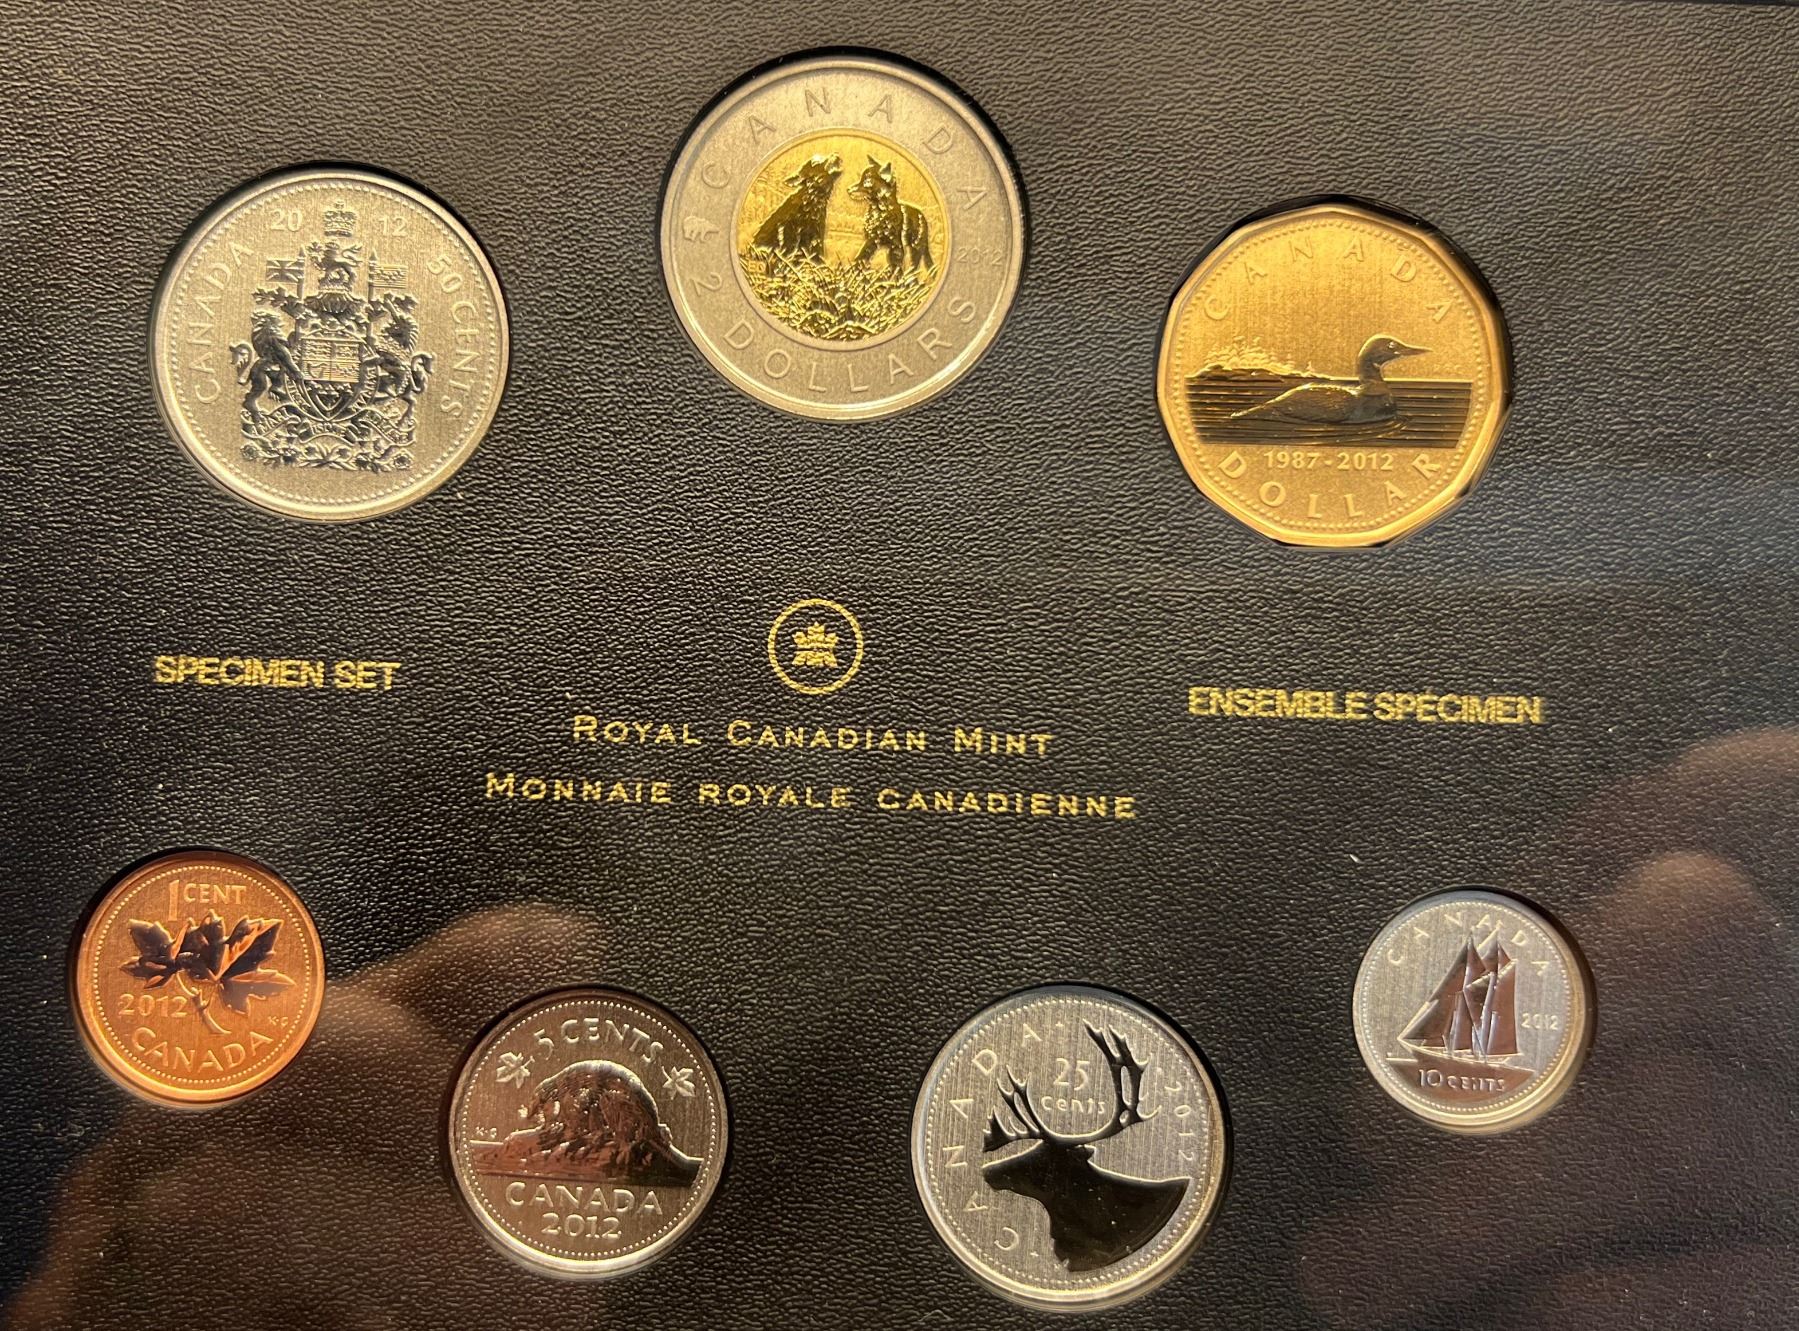 20 12
CANADA
50 CENTS
CANADA
2012
2 DOLLARS
CANADA
1987-2012
DOLLAR
SPECIMEN SET
ENSEMBLE SPECIMEN
ROYAL CANADIAN MINT
MONNAIE ROYALE CANADIENNE
1 CENT
2012
K·G
CANADA
5 CENTS
K·G
CANADA
2012
CANADA
25
cents
2012
CANADA
2012
10 CENTS